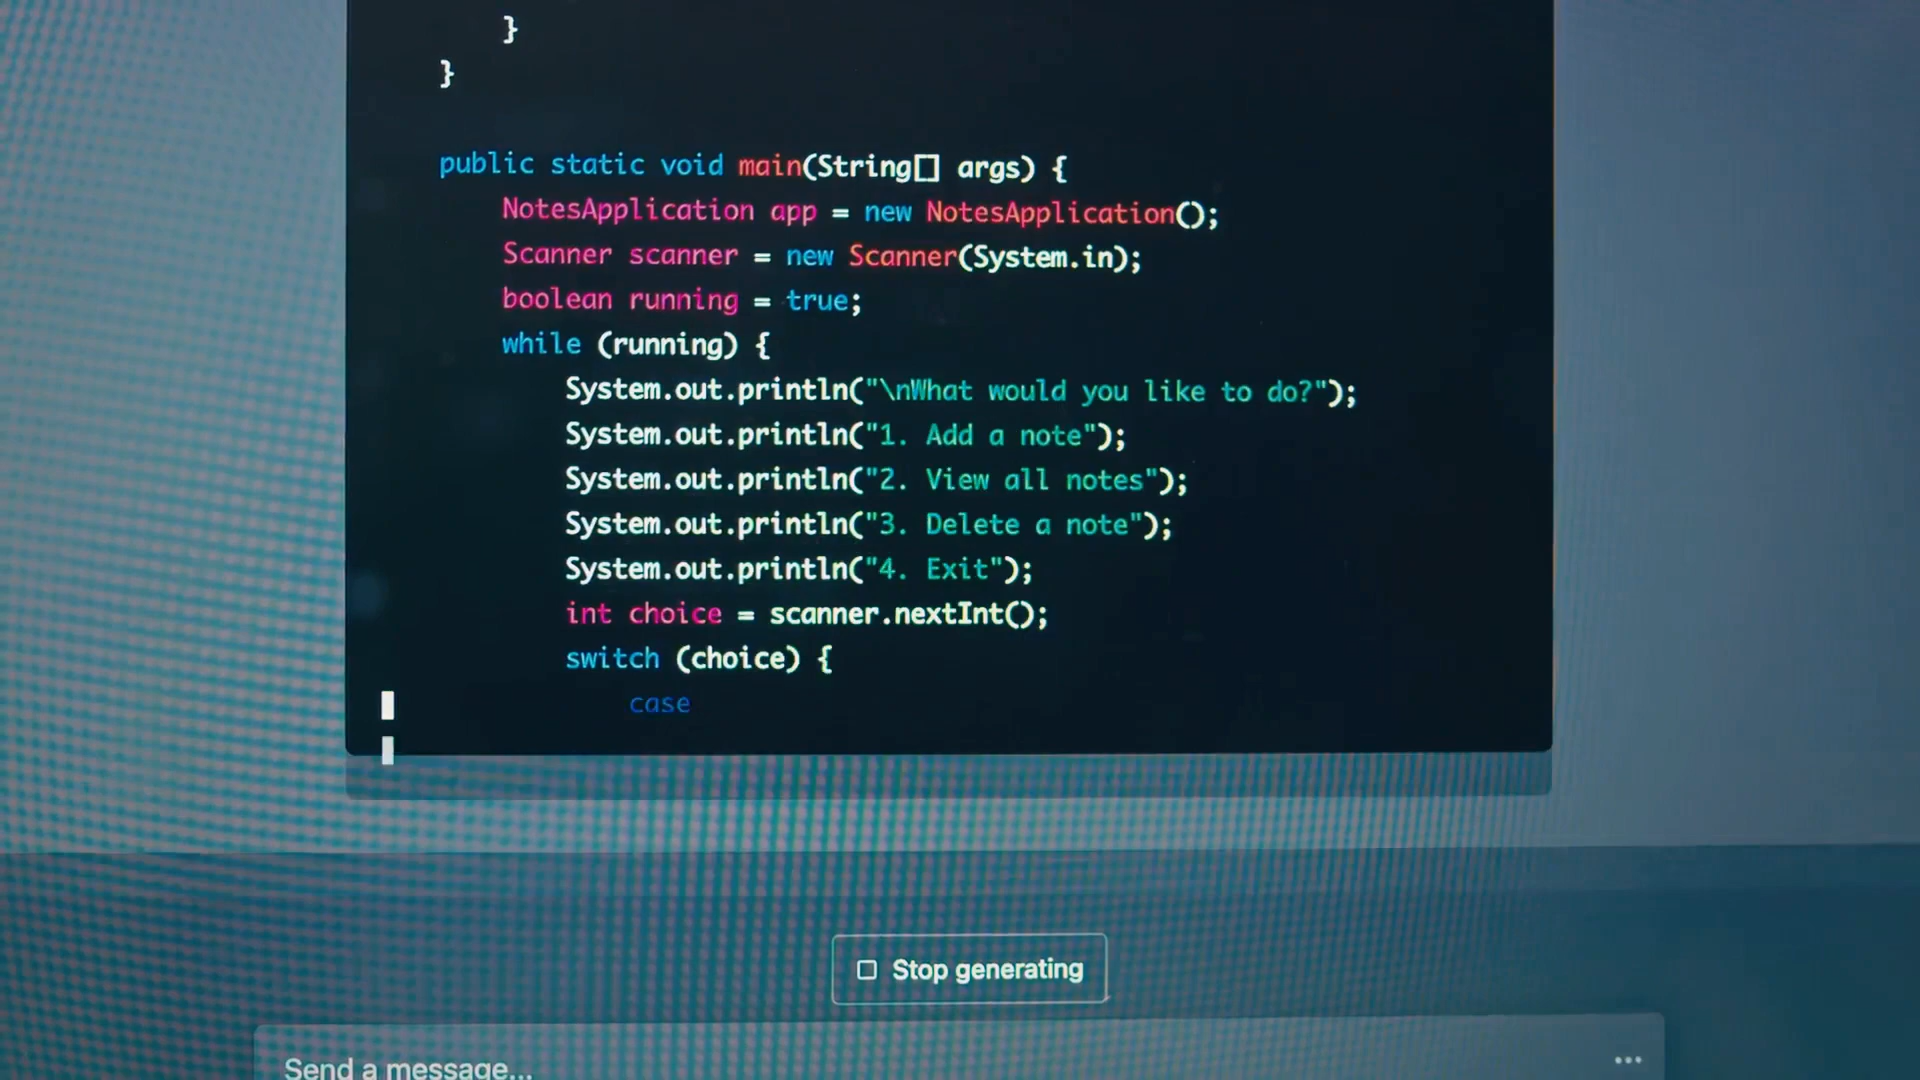 }
}
public static void main(String[] args) {
NotesApplication app = new NotesApplication();
Scanner scanner = new Scanner(System.in);
boolean running = true;
while (running) {
System.out.println("\nWhat would you like to do?");
System.out.println("1. Add a note");
System.out.println("2. View all notes");
System.out.println("3. Delete a note");
System.out.println("4. Exit");
int choice = scanner.nextInt();
switch (choice) {
case
Stop generating
Send a message...